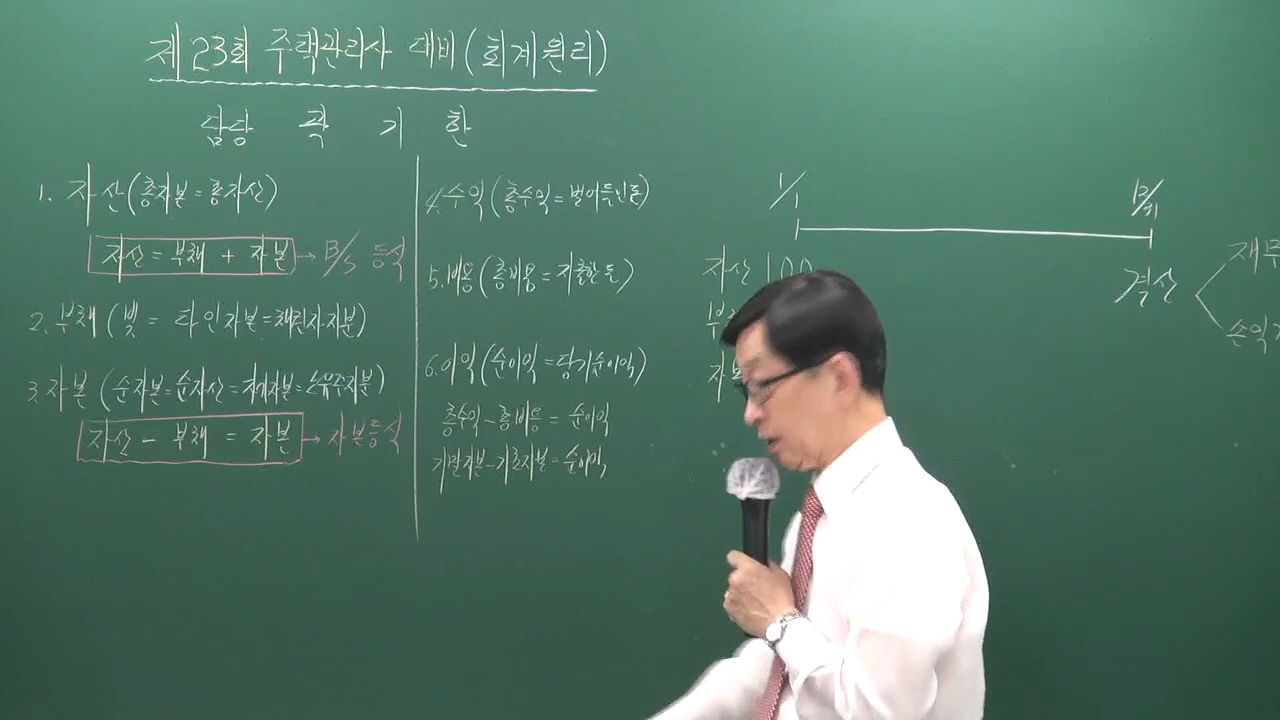 제23회 주택관리사 대비(회계원리)
담당 곽 기 한
1. 자산(총자본=총자산)
자산=부채 + 자본 → B/S 등식
2. 부채(빚 = 타인자본=채권자지분)
3. 자본(순자본=순자산=자기자본=소유주지분)
자산 - 부채 = 자본 → 자본등식
4. 수익(총수익=벌어들인돈)
5. 비용(총비용=지출한돈)
6. 이익(순이익=당기순이익)
총수익-총비용 = 순이익
기말자본-기초자본=순이익
1/1
12/31
자산 100
결산
재무
손익